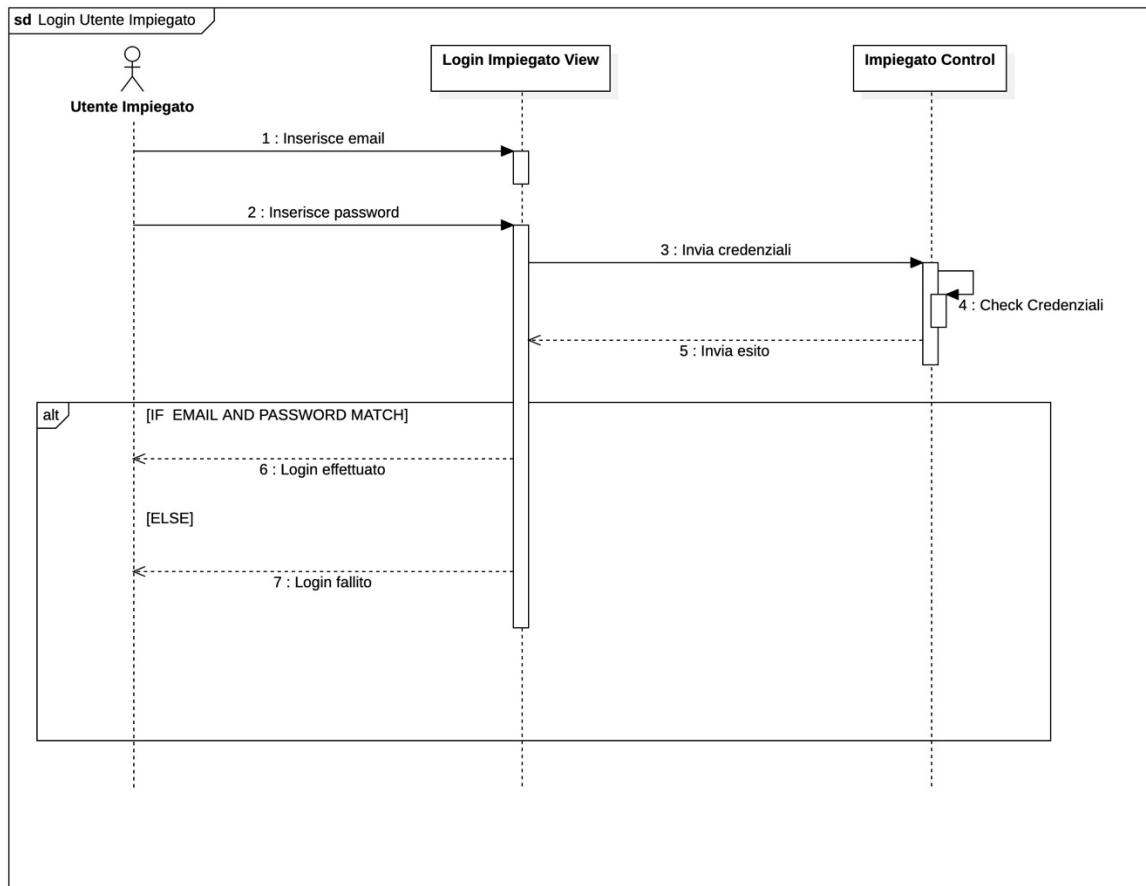 sd Login Utente Impiegato
Login Impiegato View
Impiegato Control
Utente Impiegato
1 : Inserisce email
2 : Inserisce password
3 : Invia credenziali
4 : Check Credenziali
5 : Invia esito
alt
[IF EMAIL AND PASSWORD MATCH]
6 : Login effettuato
[ELSE]
7 : Login fallito